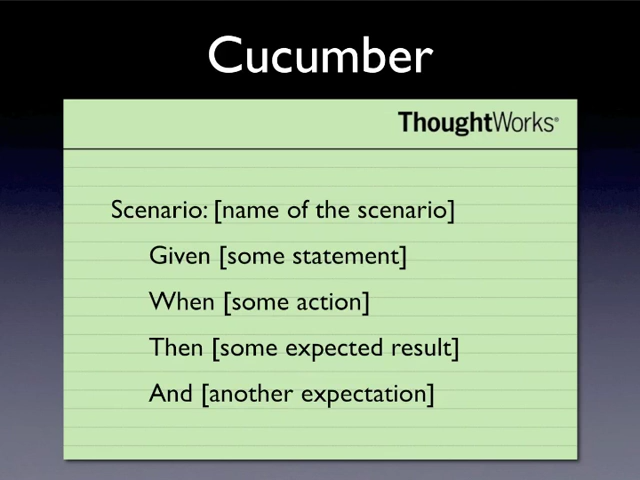 Cucumber
ThoughtWorks®
Scenario: [name of the scenario]
Given [some statement]
When [some action]
Then [some expected result]
And [another expectation]